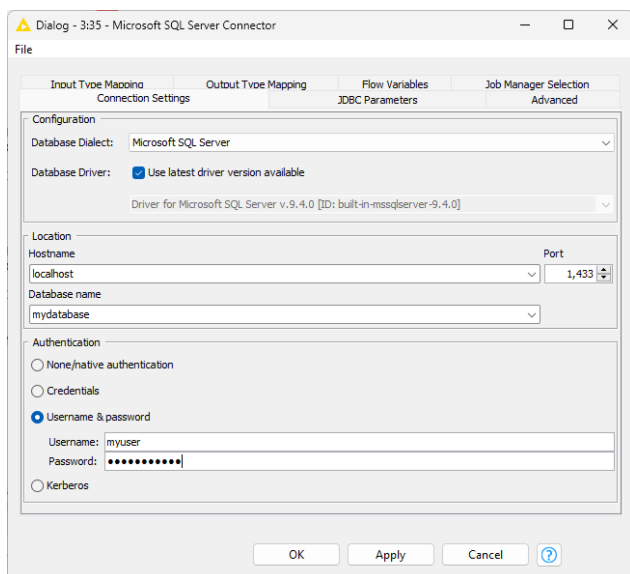 Dialog - 3:35 - Microsoft SQL Server Connector
File
Input Type Mapping Output Type Mapping Flow Variables Job Manager Selection
Connection Settings JDBC Parameters Advanced
Configuration
Database Dialect: Microsoft SQL Server
Database Driver: Use latest driver version available
Driver for Microsoft SQL Server v.9.4.0 [ID: built-in-mssqlserver-9.4.0]
Location
Hostname Port
localhost 1,433
Database name
mydatabase
Authentication
None/native authentication
Credentials
Username & password
Username: myuser
Password: ●●●●●●●●●●●
Kerberos
OK Apply Cancel ?